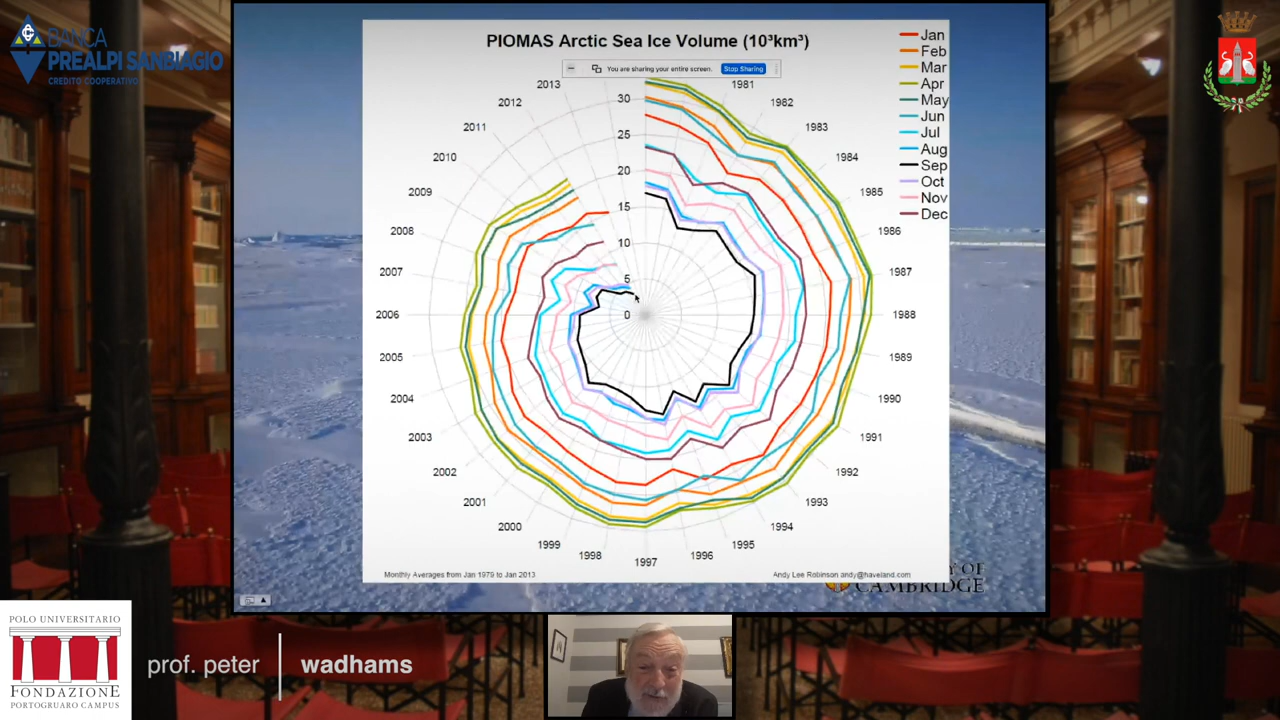 BANCA
PREALPI SANBIAGIO
CREDITO COOPERATIVO
PIOMAS Arctic Sea Ice Volume (10³km³)
You are sharing your entire screen.
Stop Sharing
Jan
Feb
Mar
Apr
May
Jun
Jul
Aug
Sep
Oct
Nov
Dec
30
25
20
15
10
5
0
1981
1982
1983
1984
1985
1986
1987
1988
1989
1990
1991
1992
1993
1994
1995
1996
1997
1998
1999
2000
2001
2002
2003
2004
2005
2006
2007
2008
2009
2010
2011
2012
2013
Monthly Averages from Jan 1979 to Jan 2013
Andy Lee Robinson andy@haveland.com
OF
CAMBRIDGE
POLO UNIVERSITARIO
FONDAZIONE
PORTOGRUARO CAMPUS
prof. peter wadhams